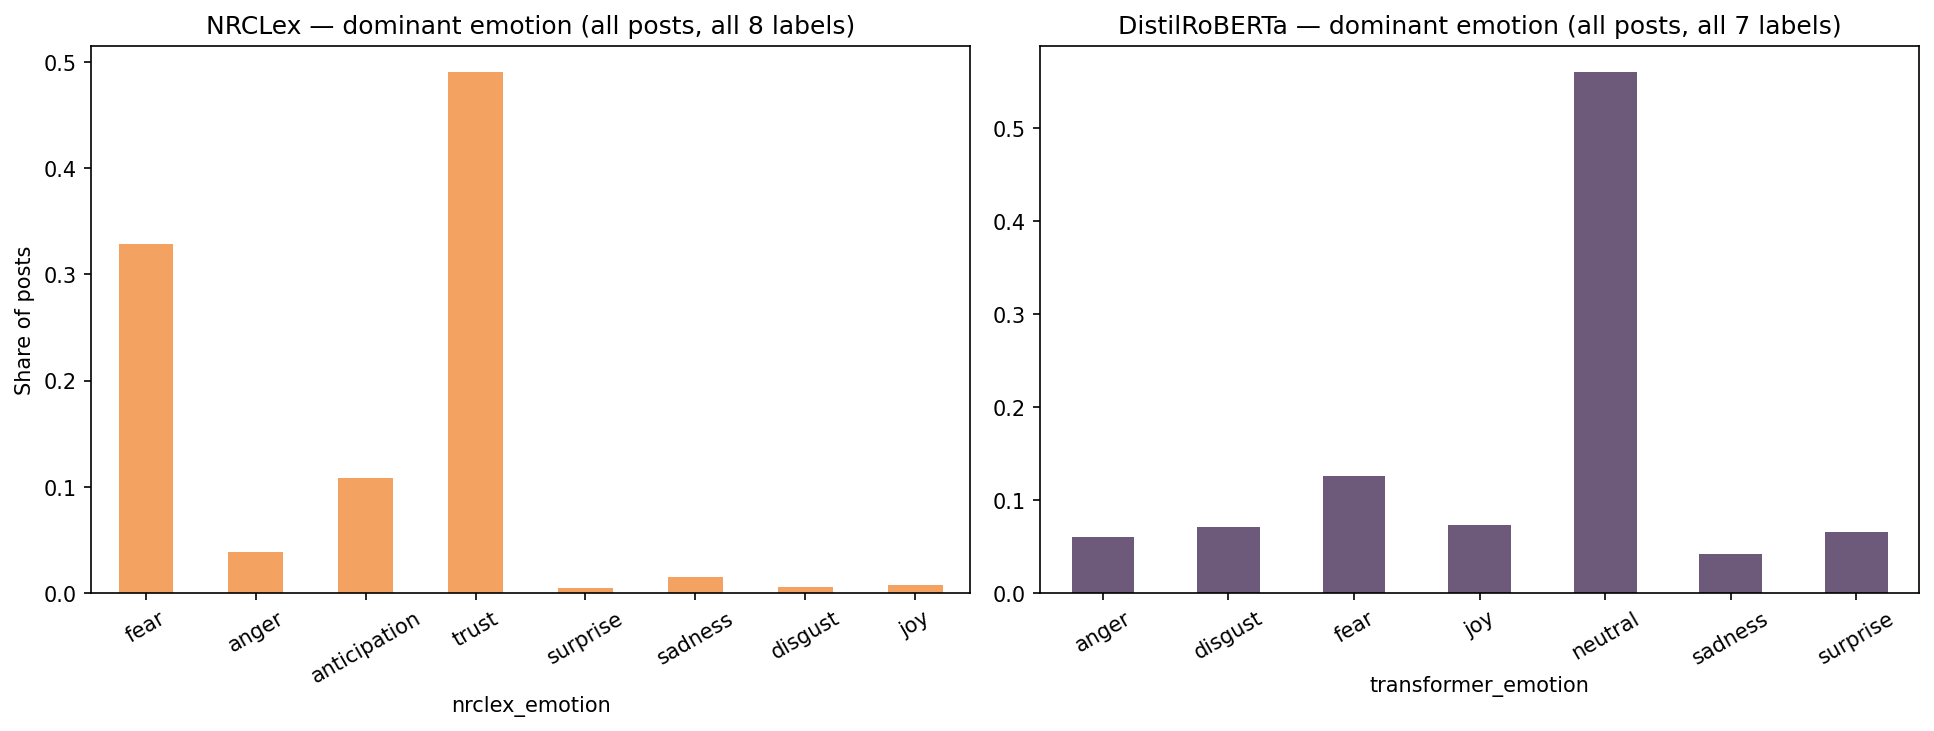 NRCLex — dominant emotion (all posts, all 8 labels)
Share of posts
0.5
0.4
0.3
0.2
0.1
0.0
fear
anger
anticipation
trust
surprise
sadness
disgust
joy
nrclex_emotion
DistilRoBERTa — dominant emotion (all posts, all 7 labels)
0.5
0.4
0.3
0.2
0.1
0.0
anger
disgust
fear
joy
neutral
sadness
surprise
transformer_emotion